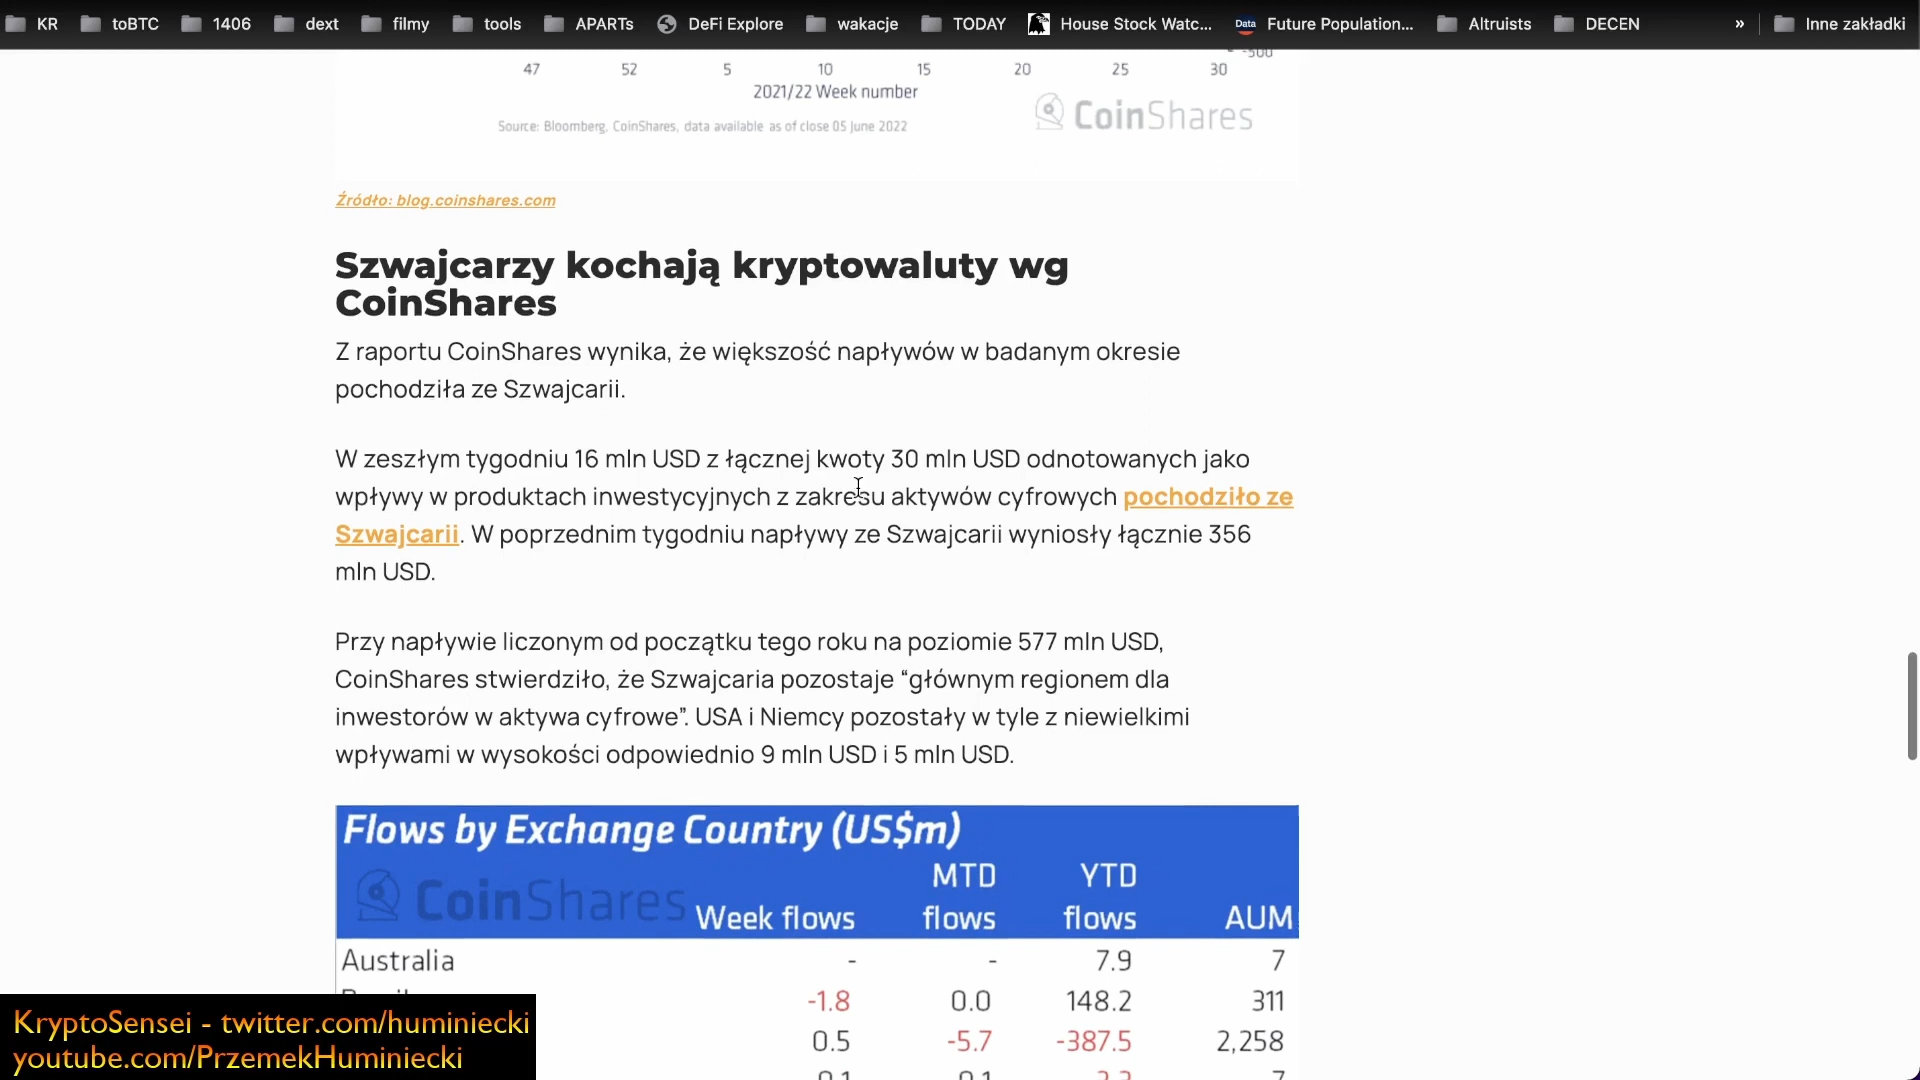 KR toBTC 1406 dext filmy tools APARTs DeFi Explore wakacje TODAY House Stock Watc... Data Future Population... Altruists DECEN » Inne zakładki
-500
47 52 5 10 15 20 25 30
2021/22 Week number
CoinShares
Source: Bloomberg, CoinShares, data available as of close 05 June 2022
Źródło: blog.coinshares.com
Szwajcarzy kochają kryptowaluty wg
CoinShares
Z raportu CoinShares wynika, że większość napływów w badanym okresie
pochodziła ze Szwajcarii.
W zeszłym tygodniu 16 mln USD z łącznej kwoty 30 mln USD odnotowanych jako
wpływy w produktach inwestycyjnych z zakresu aktywów cyfrowych pochodziło ze
Szwajcarii. W poprzednim tygodniu napływy ze Szwajcarii wyniosły łącznie 356
mln USD.
Przy napływie liczonym od początku tego roku na poziomie 577 mln USD,
CoinShares stwierdziło, że Szwajcaria pozostaje “głównym regionem dla
inwestorów w aktywa cyfrowe”. USA i Niemcy pozostały w tyle z niewielkimi
wpływami w wysokości odpowiednio 9 mln USD i 5 mln USD.
Flows by Exchange Country (US$m)
MTD YTD
CoinShares Week flows flows flows AUM
Australia - - 7.9 7
-1.8 0.0 148.2 311
0.5 -5.7 -387.5 2,258
KryptoSensei - twitter.com/huminiecki
youtube.com/PrzemekHuminiecki